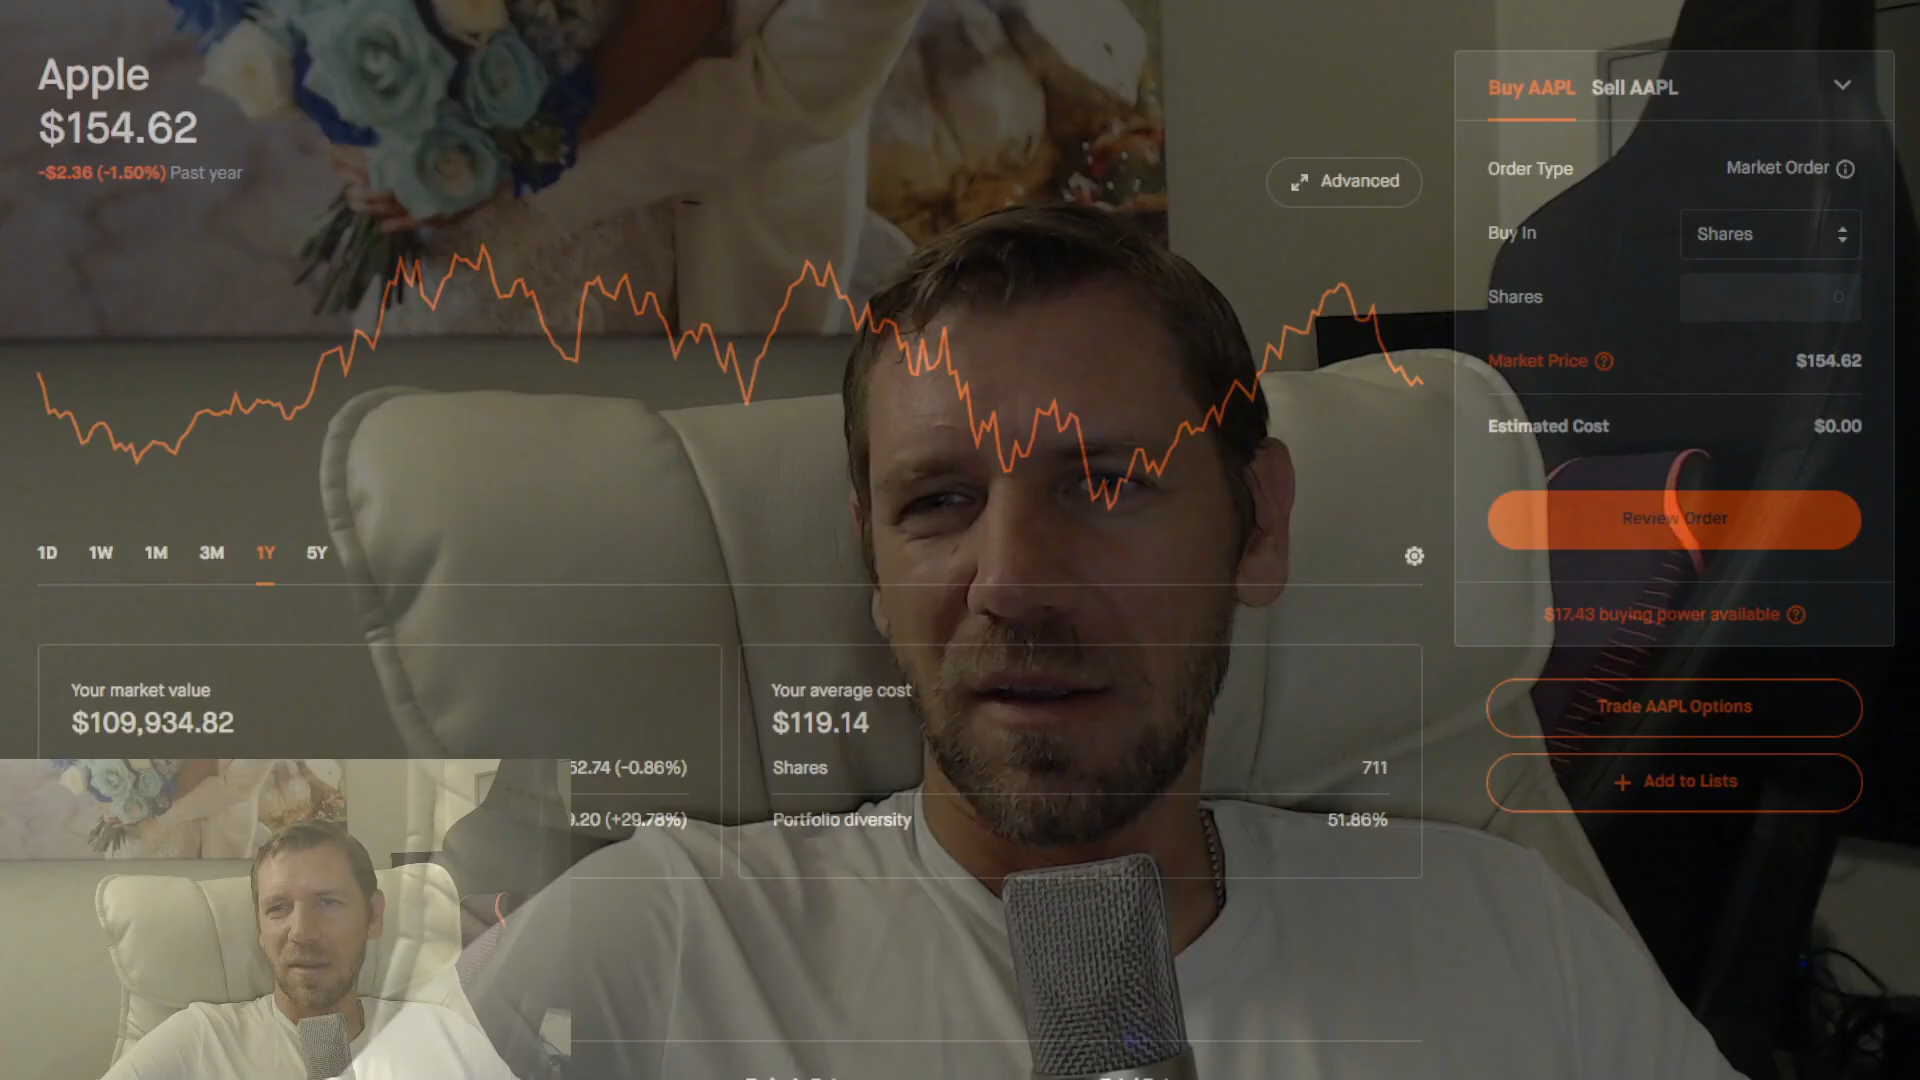 Apple
$154.62
-$2.36 (-1.50%) Past year
Advanced
1D 1W 1M 3M 1Y 5Y
Your market value
$109,934.82
52.74 (-0.86%)
9.20 (+29.78%)
Your average cost
$119.14
Shares 711
Portfolio diversity 51.86%
Buy AAPL Sell AAPL
Order Type Market Order
Buy In Shares
Shares 0
Market Price $154.62
Estimated Cost $0.00
Review Order
$17.43 buying power available
Trade AAPL Options
+ Add to Lists